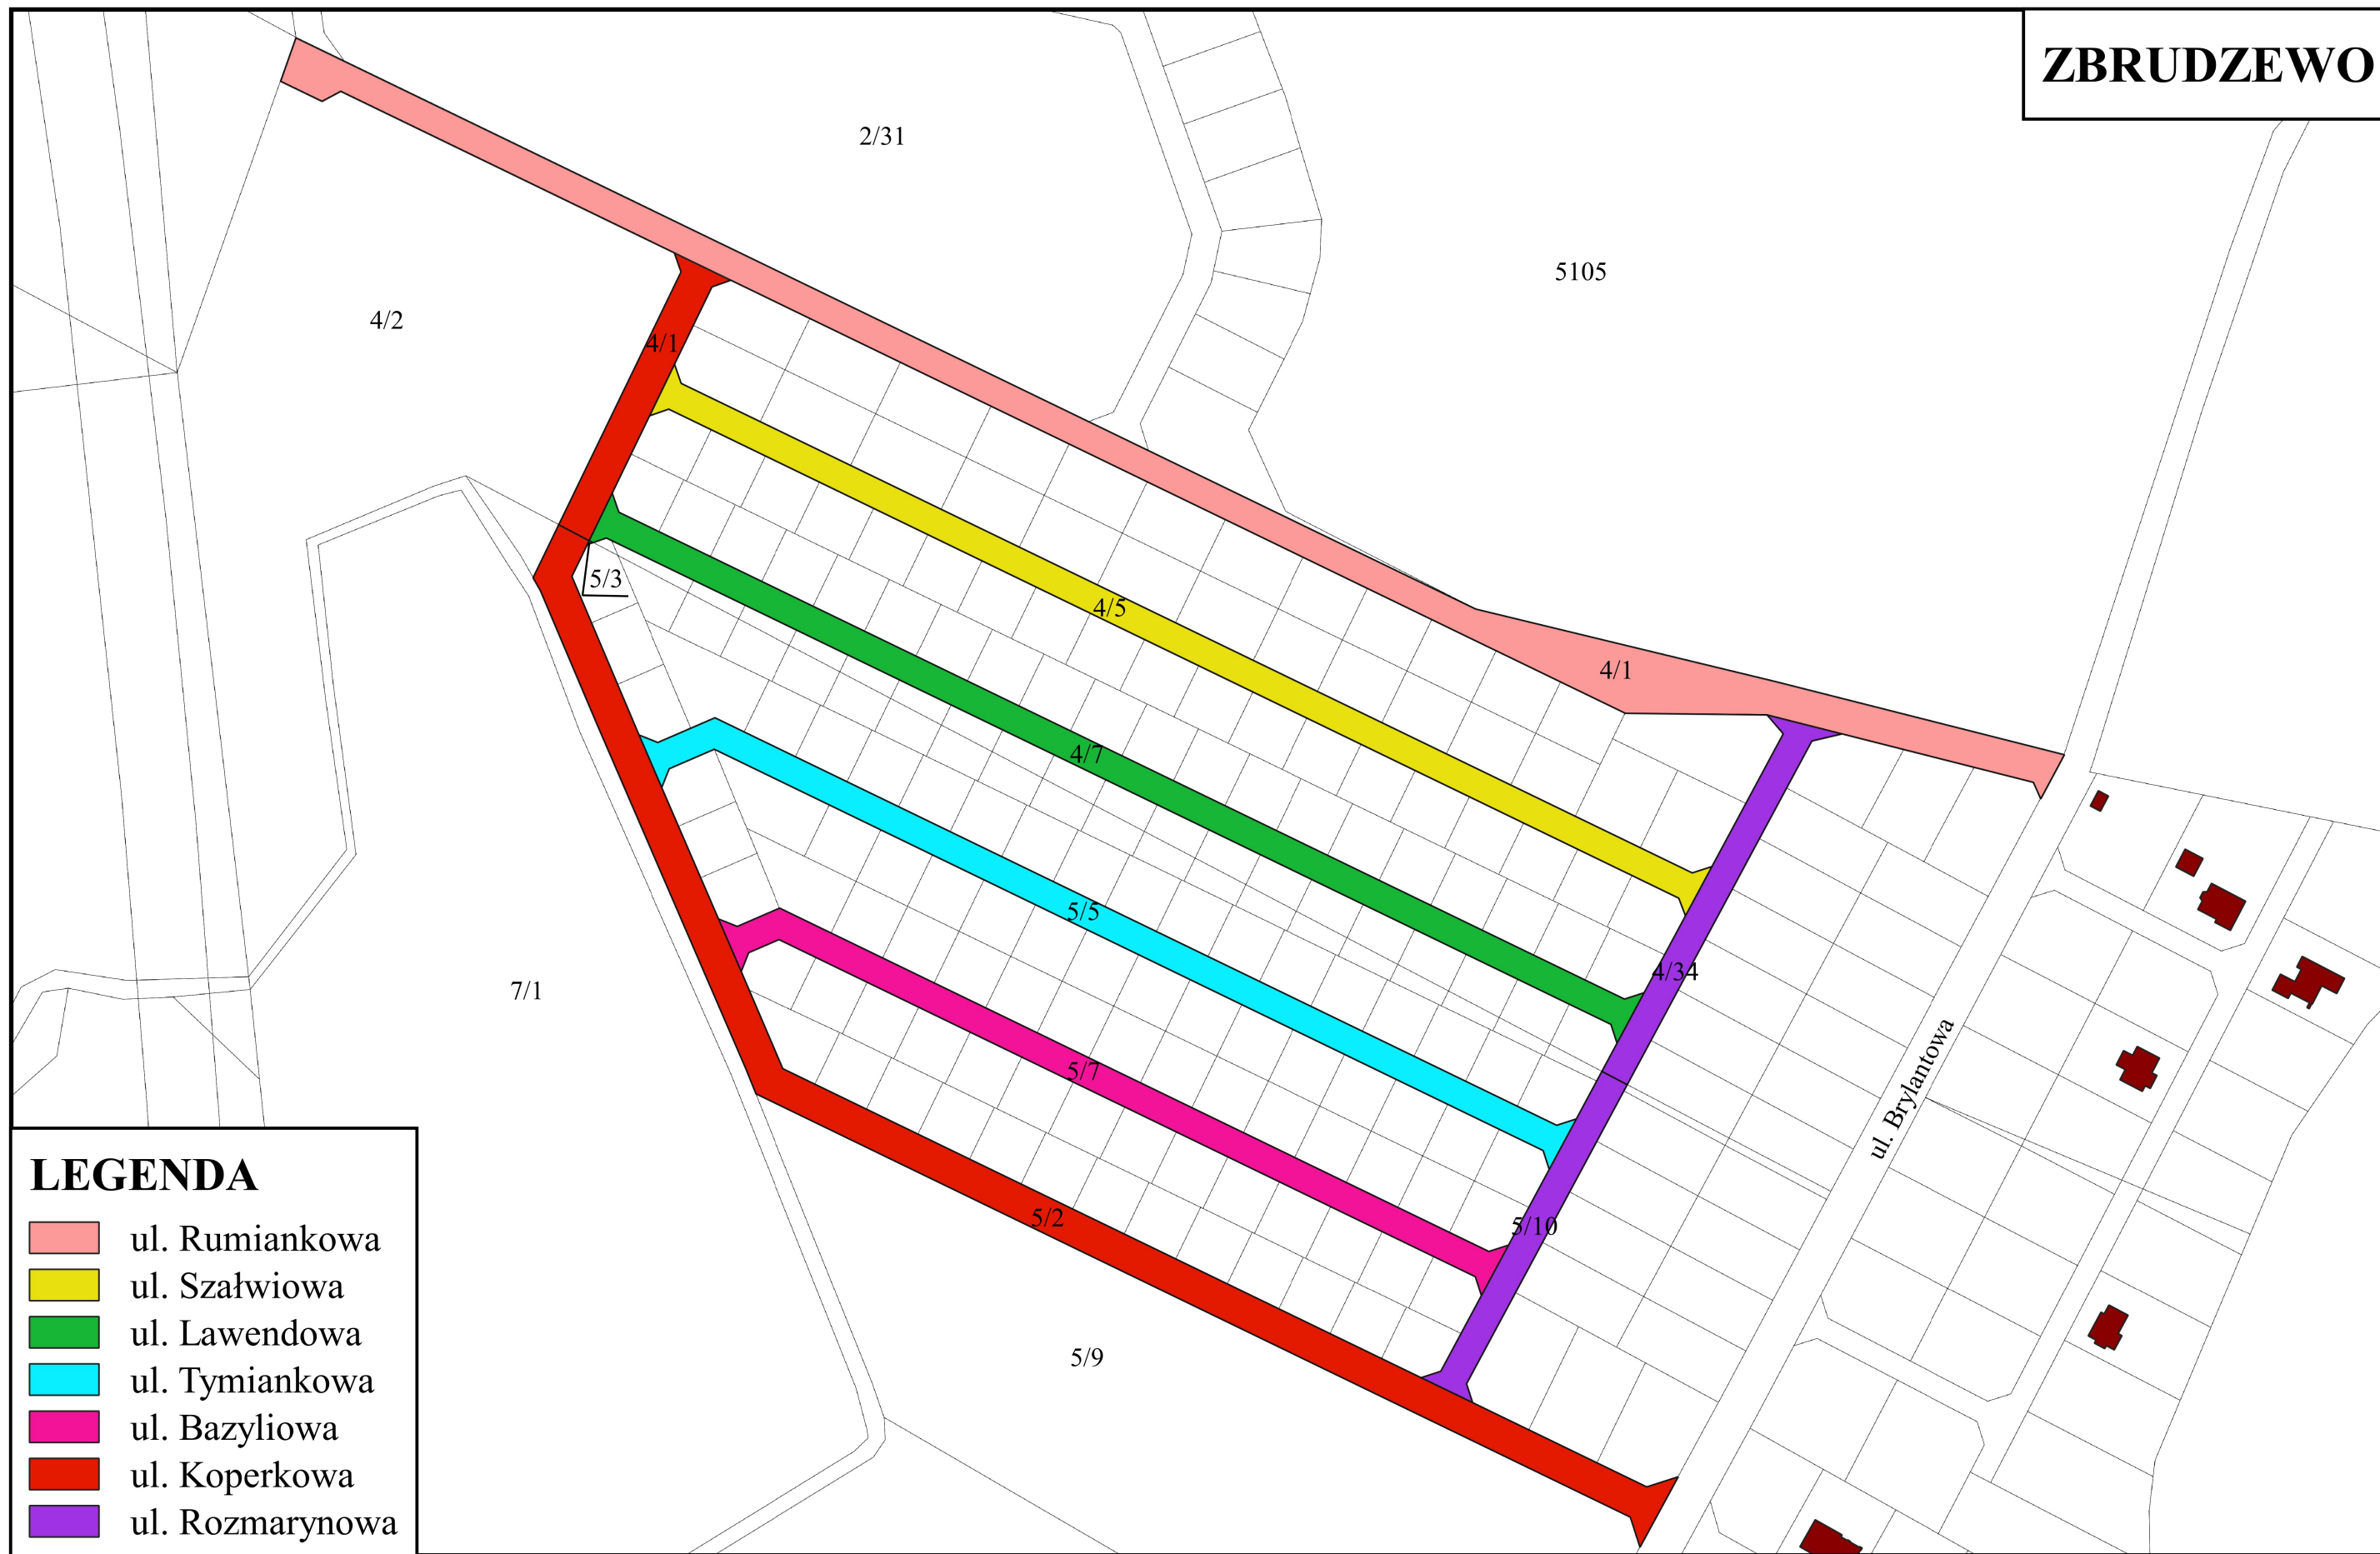 ZBRUDZEWO
2/31
5105
4/2
4/1
5/3
4/5
4/1
4/7
5/5
4/34
7/1
5/7
ul. Brylantowa
5/2
5/10
5/9
LEGENDA
ul. Rumiankowa
ul. Szałwiowa
ul. Lawendowa
ul. Tymiankowa
ul. Bazyliowa
ul. Koperkowa
ul. Rozmarynowa